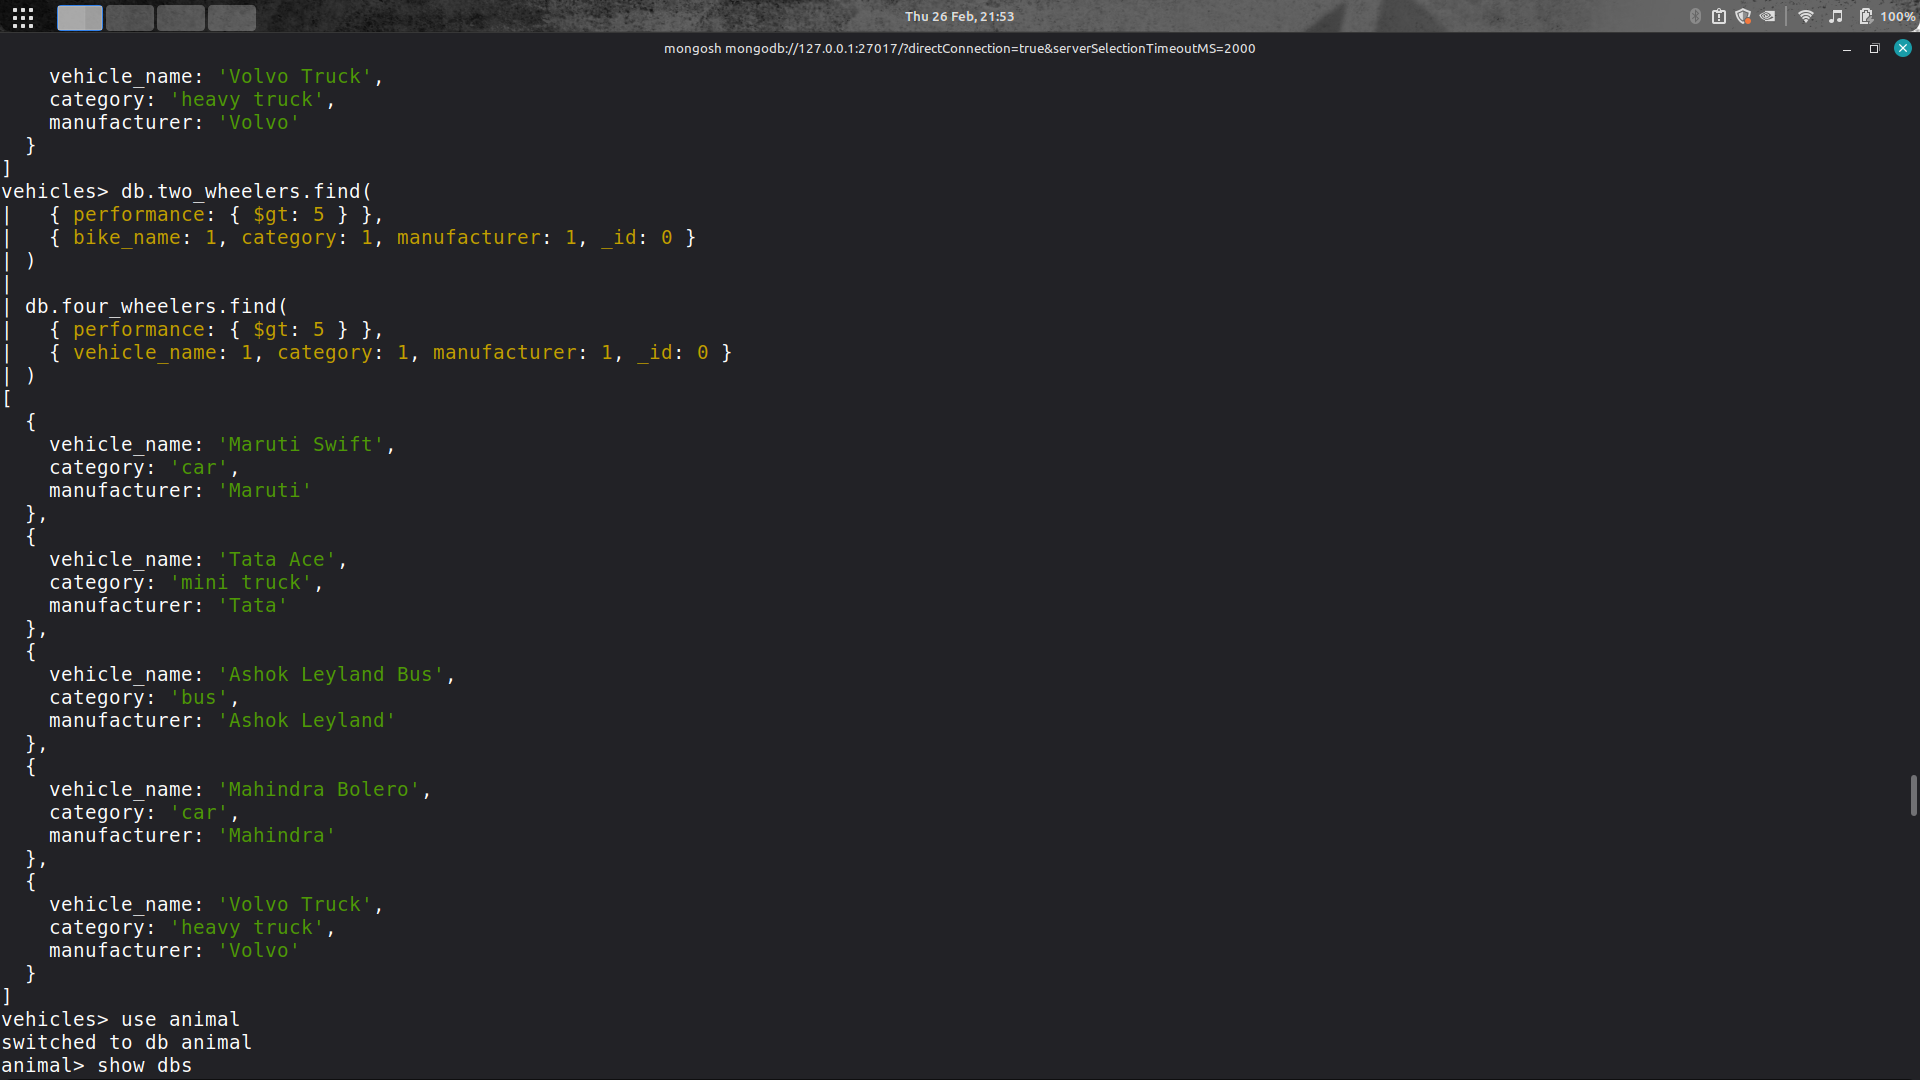 Thu 26 Feb, 21:53
100%
mongosh mongodb://127.0.0.1:27017/?directConnection=true&serverSelectionTimeoutMS=2000
    vehicle_name: 'Volvo Truck',
    category: 'heavy truck',
    manufacturer: 'Volvo'
  }
]
vehicles> db.two_wheelers.find(
|   { performance: { $gt: 5 } },
|   { bike_name: 1, category: 1, manufacturer: 1, _id: 0 }
| )
|
| db.four_wheelers.find(
|   { performance: { $gt: 5 } },
|   { vehicle_name: 1, category: 1, manufacturer: 1, _id: 0 }
| )
[
  {
    vehicle_name: 'Maruti Swift',
    category: 'car',
    manufacturer: 'Maruti'
  },
  {
    vehicle_name: 'Tata Ace',
    category: 'mini truck',
    manufacturer: 'Tata'
  },
  {
    vehicle_name: 'Ashok Leyland Bus',
    category: 'bus',
    manufacturer: 'Ashok Leyland'
  },
  {
    vehicle_name: 'Mahindra Bolero',
    category: 'car',
    manufacturer: 'Mahindra'
  },
  {
    vehicle_name: 'Volvo Truck',
    category: 'heavy truck',
    manufacturer: 'Volvo'
  }
]
vehicles> use animal
switched to db animal
animal> show dbs